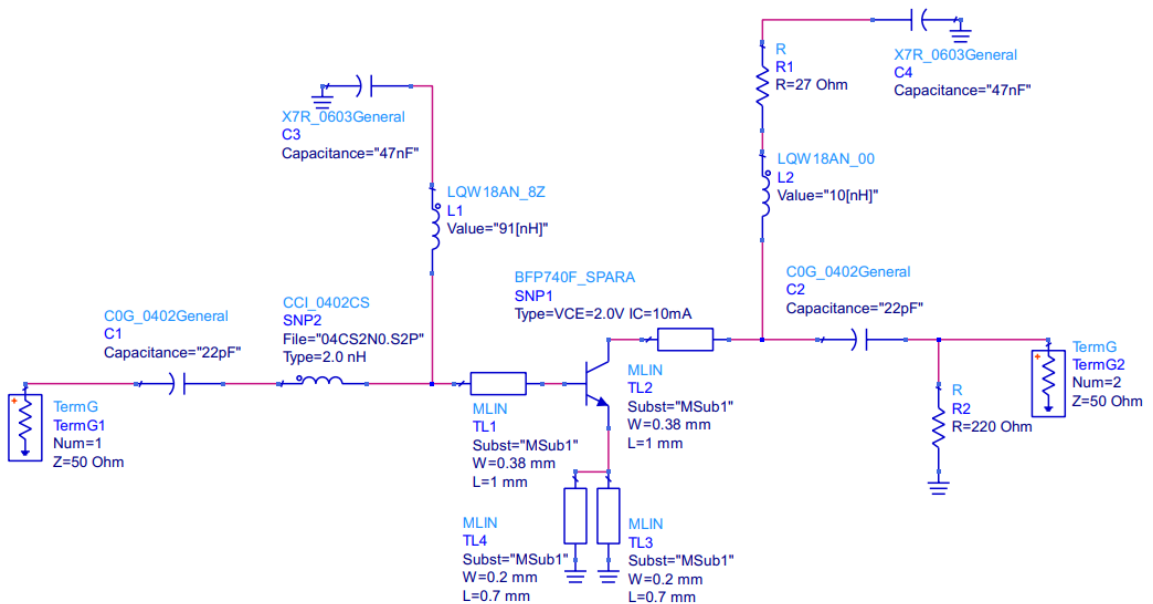 R
R1
R=27 Ohm
X7R_0603General
C4
Capacitance="47nF"
X7R_0603General
C3
Capacitance="47nF"
LQW18AN_8Z
L1
Value="91[nH]"
LQW18AN_00
L2
Value="10[nH]"
BFP740F_SPARA
SNP1
Type=VCE=2.0V IC=10mA
C0G_0402General
C2
Capacitance="22pF"
C0G_0402General
C1
Capacitance="22pF"
CCI_0402CS
SNP2
File="04CS2N0.S2P"
Type=2.0 nH
TermG
TermG1
Num=1
Z=50 Ohm
MLIN
TL1
Subst="MSub1"
W=0.38 mm
L=1 mm
MLIN
TL2
Subst="MSub1"
W=0.38 mm
L=1 mm
TermG
TermG2
Num=2
Z=50 Ohm
R
R2
R=220 Ohm
MLIN
TL4
Subst="MSub1"
W=0.2 mm
L=0.7 mm
MLIN
TL3
Subst="MSub1"
W=0.2 mm
L=0.7 mm